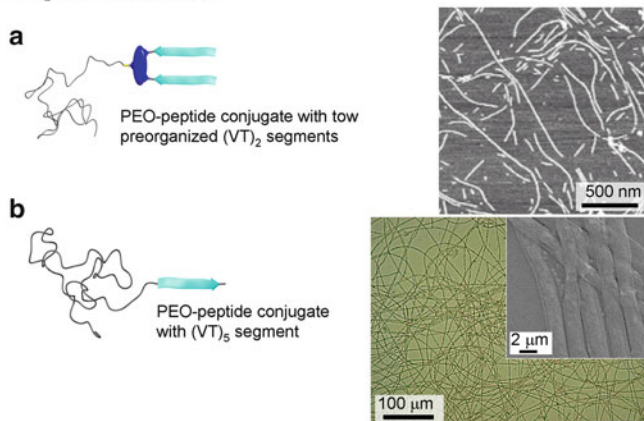 a
PEO-peptide conjugate with tow
preorganized (VT)₂ segments
500 nm
b
PEO-peptide conjugate
with (VT)₅ segment
2 μm
100 μm